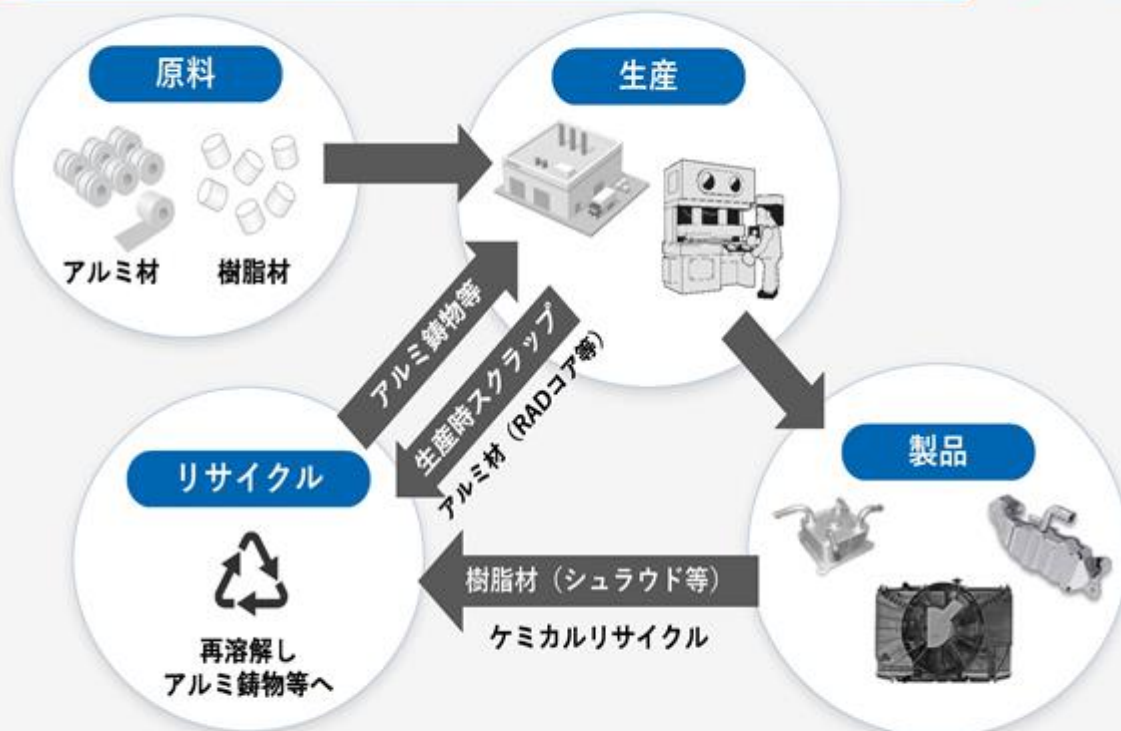 原料
アルミ材
樹脂材
生産
アルミ鋳物等
生産時スクラップ
アルミ材（RADコア等）
製品
リサイクル
再溶解し
アルミ鋳物等へ
樹脂材（シュラウド等）
ケミカルリサイクル